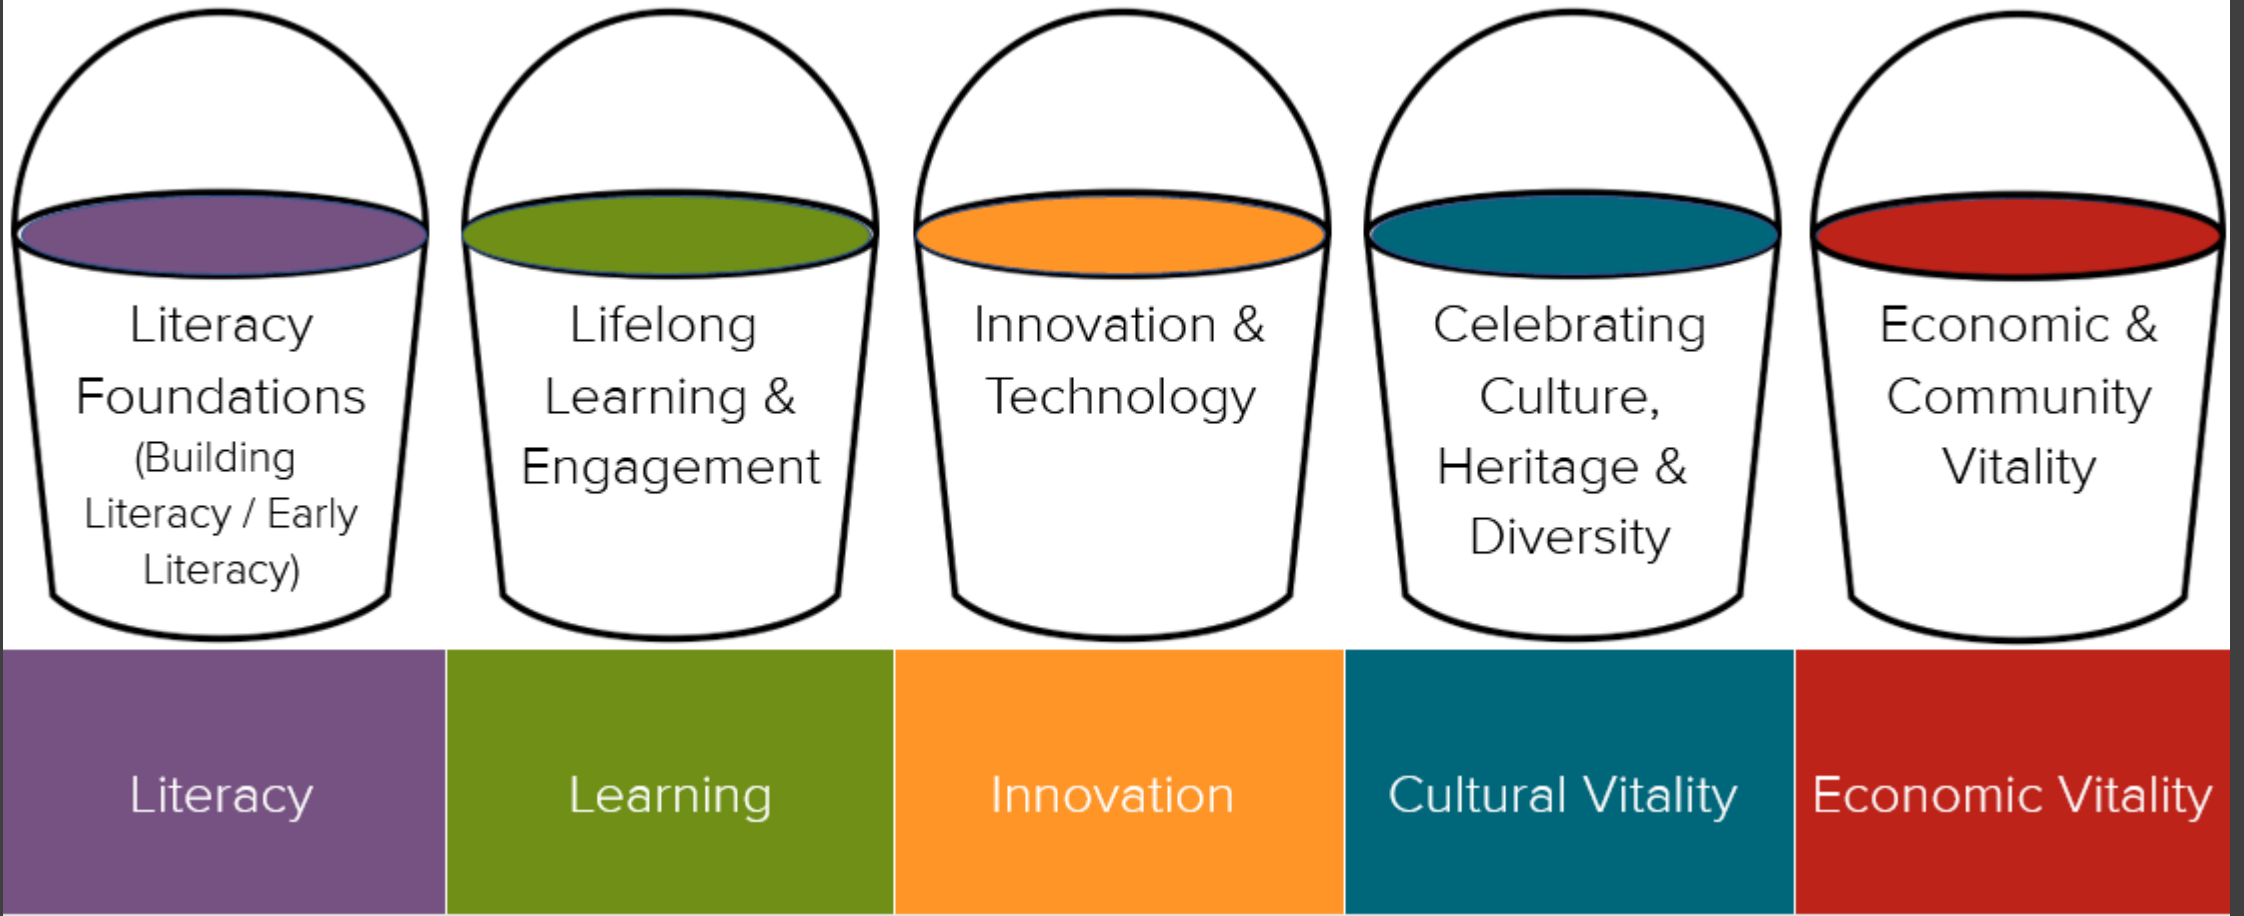 Literacy
Foundations
(Building
Literacy / Early
Literacy)
Lifelong
Learning &
Engagement
Innovation &
Technology
Celebrating
Culture,
Heritage &
Diversity
Economic &
Community
Vitality
Literacy
Learning
Innovation
Cultural Vitality
Economic Vitality